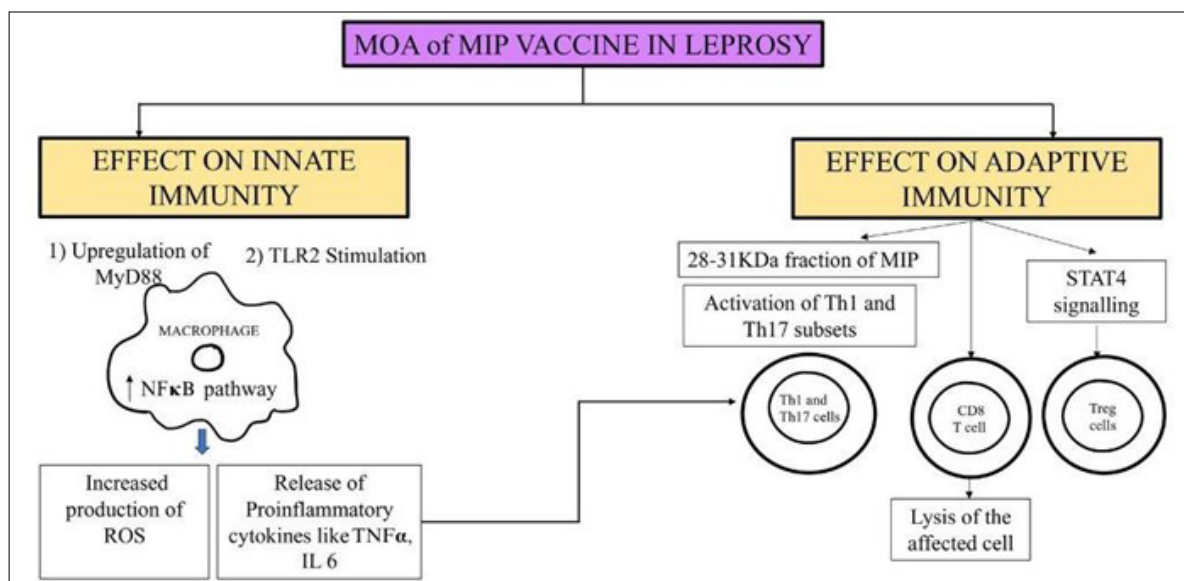 MOA of MIP VACCINE IN LEPROSY
EFFECT ON INNATE
IMMUNITY
1) Upregulation of
MyD88
2) TLR2 Stimulation
MACROPHAGE
↑ NFκB pathway
Increased
production of
ROS
Release of
Proinflammatory
cytokines like TNFα,
IL 6
EFFECT ON ADAPTIVE
IMMUNITY
28-31KDa fraction of MIP
Activation of Th1 and
Th17 subsets
Th1 and
Th17 cells
CD8
T cell
Lysis of the
affected cell
STAT4
signalling
Treg
cells